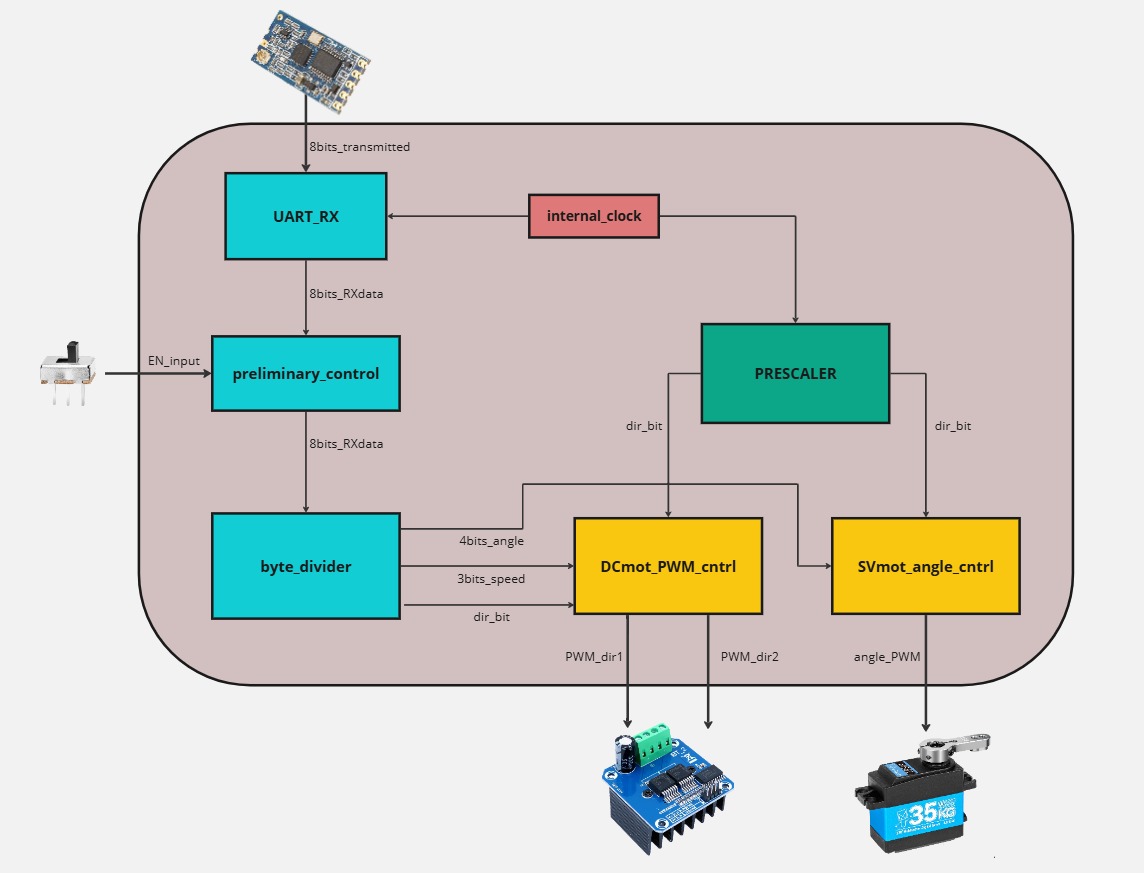 8bits_transmitted
UART_RX
internal_clock
8bits_RXdata
EN_input
preliminary_control
PRESCALER
8bits_RXdata
dir_bit
dir_bit
4bits_angle
byte_divider
DCmot_PWM_cntrl
SVmot_angle_cntrl
3bits_speed
dir_bit
PWM_dir1
PWM_dir2
angle_PWM
35KG